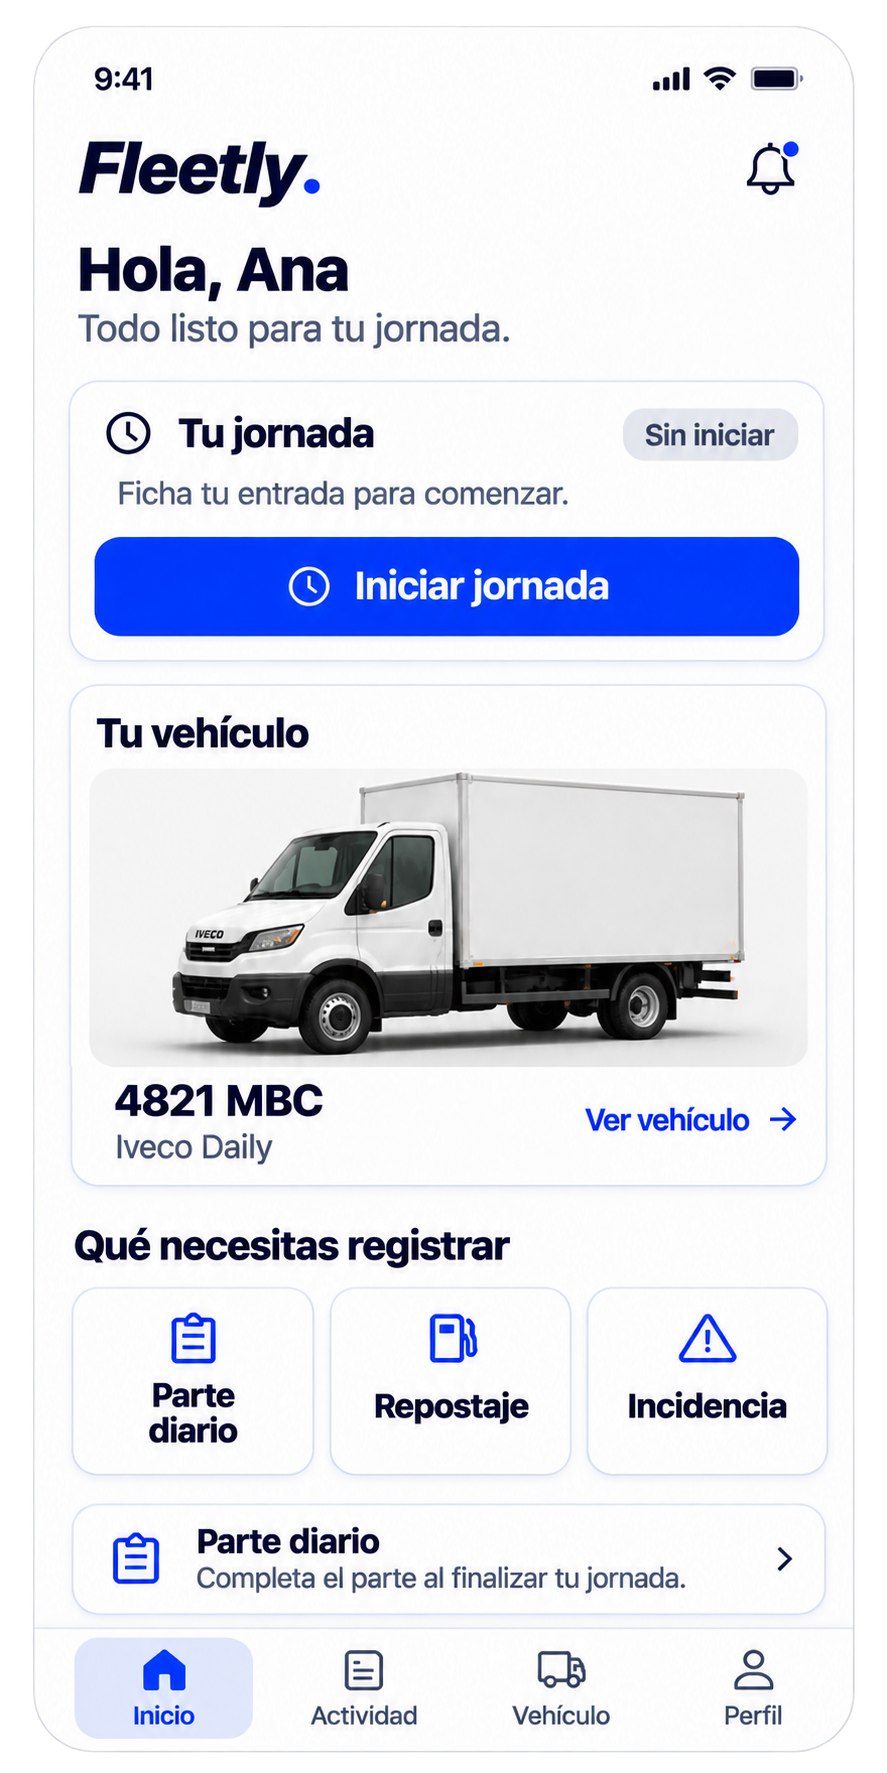 9:41
Fleetly.
Hola, Ana
Todo listo para tu jornada.
Tu jornada
Sin iniciar
Ficha tu entrada para comenzar.
Iniciar jornada
Tu vehículo
IVECO
4821 MBC
Iveco Daily
Ver vehículo
Qué necesitas registrar
Parte
diario
Repostaje
Incidencia
Parte diario
Completa el parte al finalizar tu jornada.
Inicio
Actividad
Vehículo
Perfil